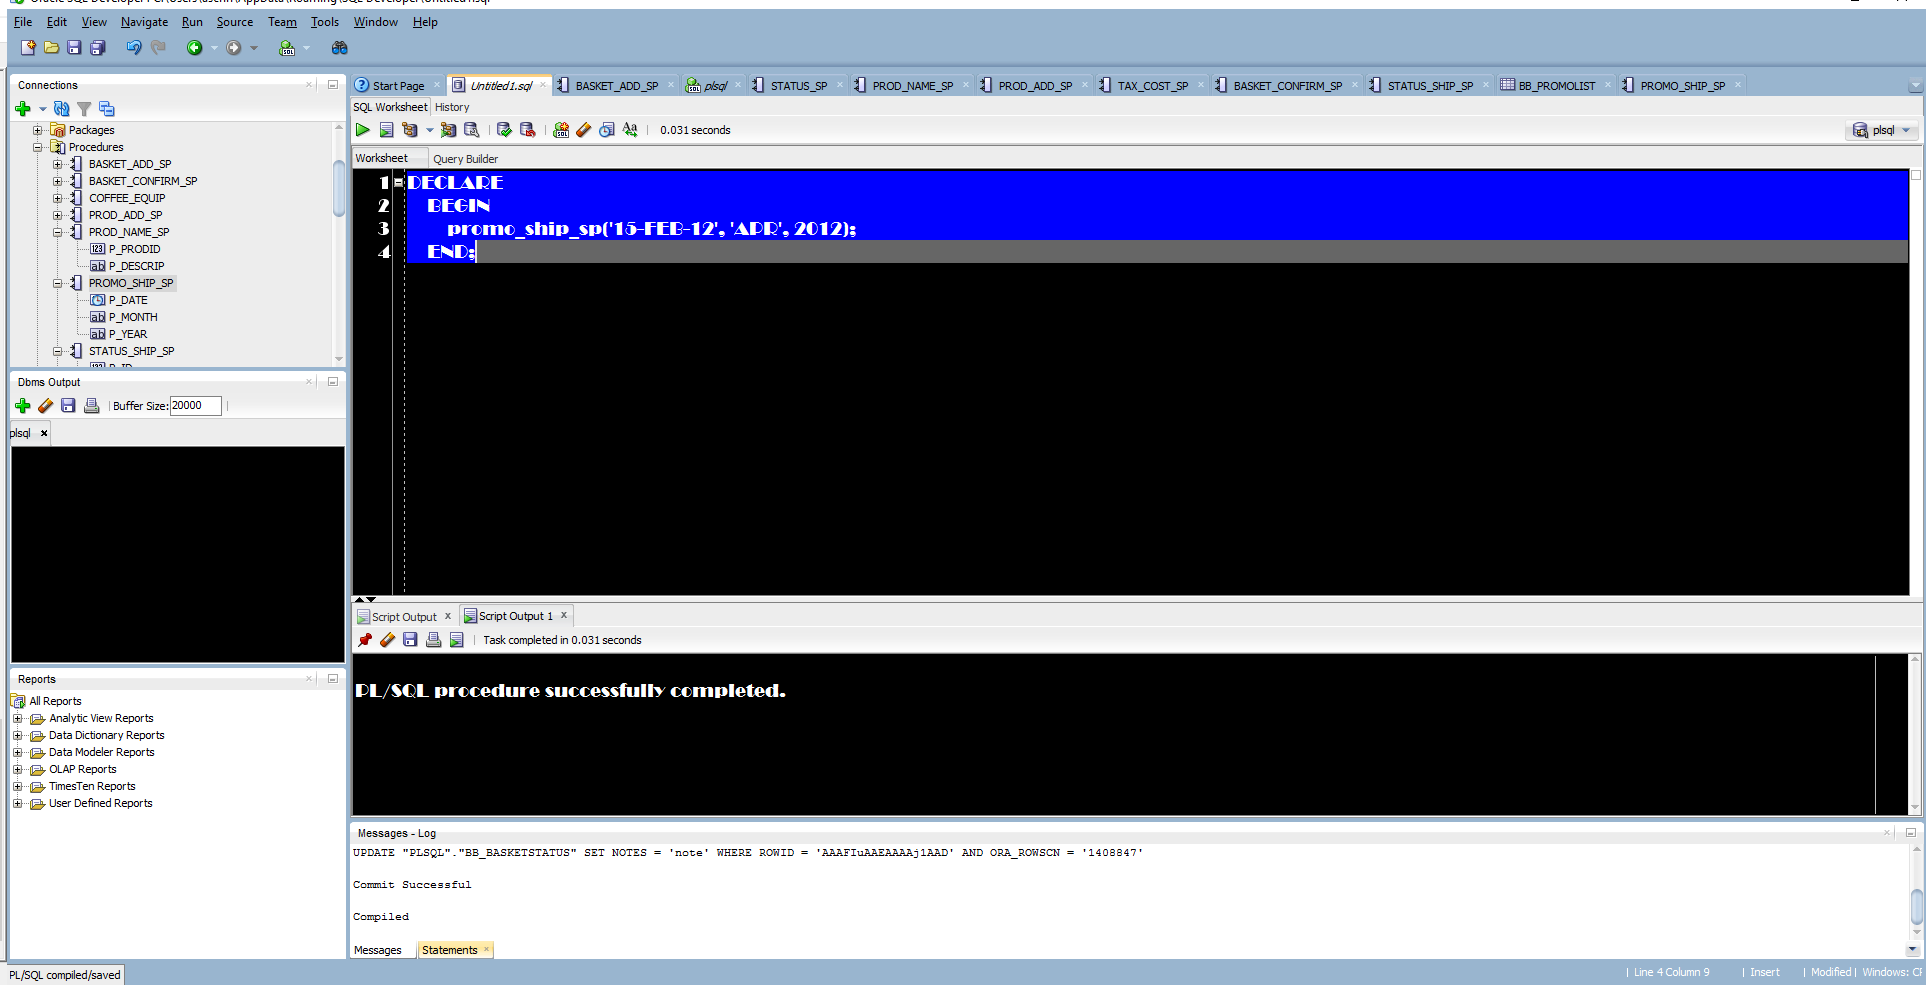 File Edit View Navigate Run Source Team Tools Window Help
Connections
Packages
Procedures
BASKET_ADD_SP
BASKET_CONFIRM_SP
COFFEE_EQUIP
PROD_ADD_SP
PROD_NAME_SP
P_PRODID
P_DESCRIP
PROMO_SHIP_SP
P_DATE
P_MONTH
P_YEAR
STATUS_SHIP_SP
Dbms Output
Buffer Size: 20000
plsql
Reports
All Reports
Analytic View Reports
Data Dictionary Reports
Data Modeler Reports
OLAP Reports
TimesTen Reports
User Defined Reports
Start Page Untitled1.sql BASKET_ADD_SP plsql STATUS_SP PROD_NAME_SP PROD_ADD_SP TAX_COST_SP BASKET_CONFIRM_SP STATUS_SHIP_SP BB_PROMOLIST PROMO_SHIP_SP
SQL Worksheet History
0.031 seconds
plsql
Worksheet Query Builder
1 DECLARE
2 BEGIN
3 promo_ship_sp('15-FEB-12', 'APR', 2012);
4 END;
Script Output Script Output 1
Task completed in 0.031 seconds
PL/SQL procedure successfully completed.
Messages - Log
UPDATE "PLSQL"."BB_BASKETSTATUS" SET NOTES = 'note' WHERE ROWID = 'AAAFIuAAEAAAAj1AAD' AND ORA_ROWSCN = '1408847'
Commit Successful
Compiled
Messages Statements
PL/SQL compiled/saved
Line 4 Column 9 Insert Modified Windows: